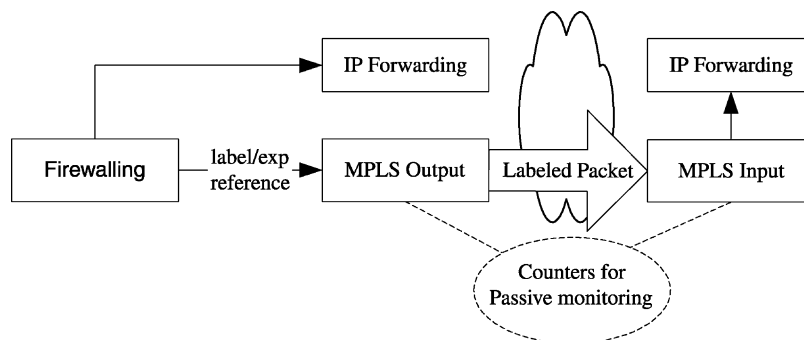 IP Forwarding
IP Forwarding
Firewalling
label/exp
reference
MPLS Output
Labeled Packet
MPLS Input
Counters for
Passive monitoring